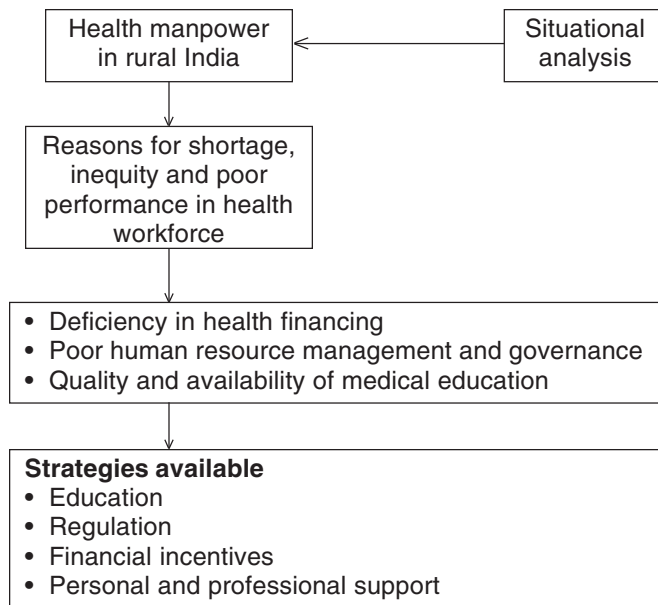 Health manpower
in rural India
Situational
analysis
Reasons for shortage,
inequity and poor
performance in health
workforce
• Deficiency in health financing
• Poor human resource management and governance
• Quality and availability of medical education
Strategies available
• Education
• Regulation
• Financial incentives
• Personal and professional support